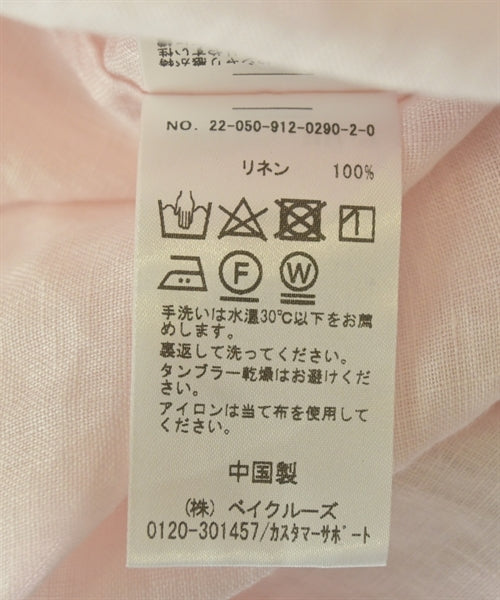 NO. 22-050-912-0290-2-0
リネン 100%
F W
手洗いは水温30℃以下をお薦
めします。
裏返して洗ってください。
タンブラー乾燥はお避けくだ
さい。
アイロンは当て布を使用して
ください。
中国製
(株) ベイクルーズ
0120-301457/カスタマーサポート